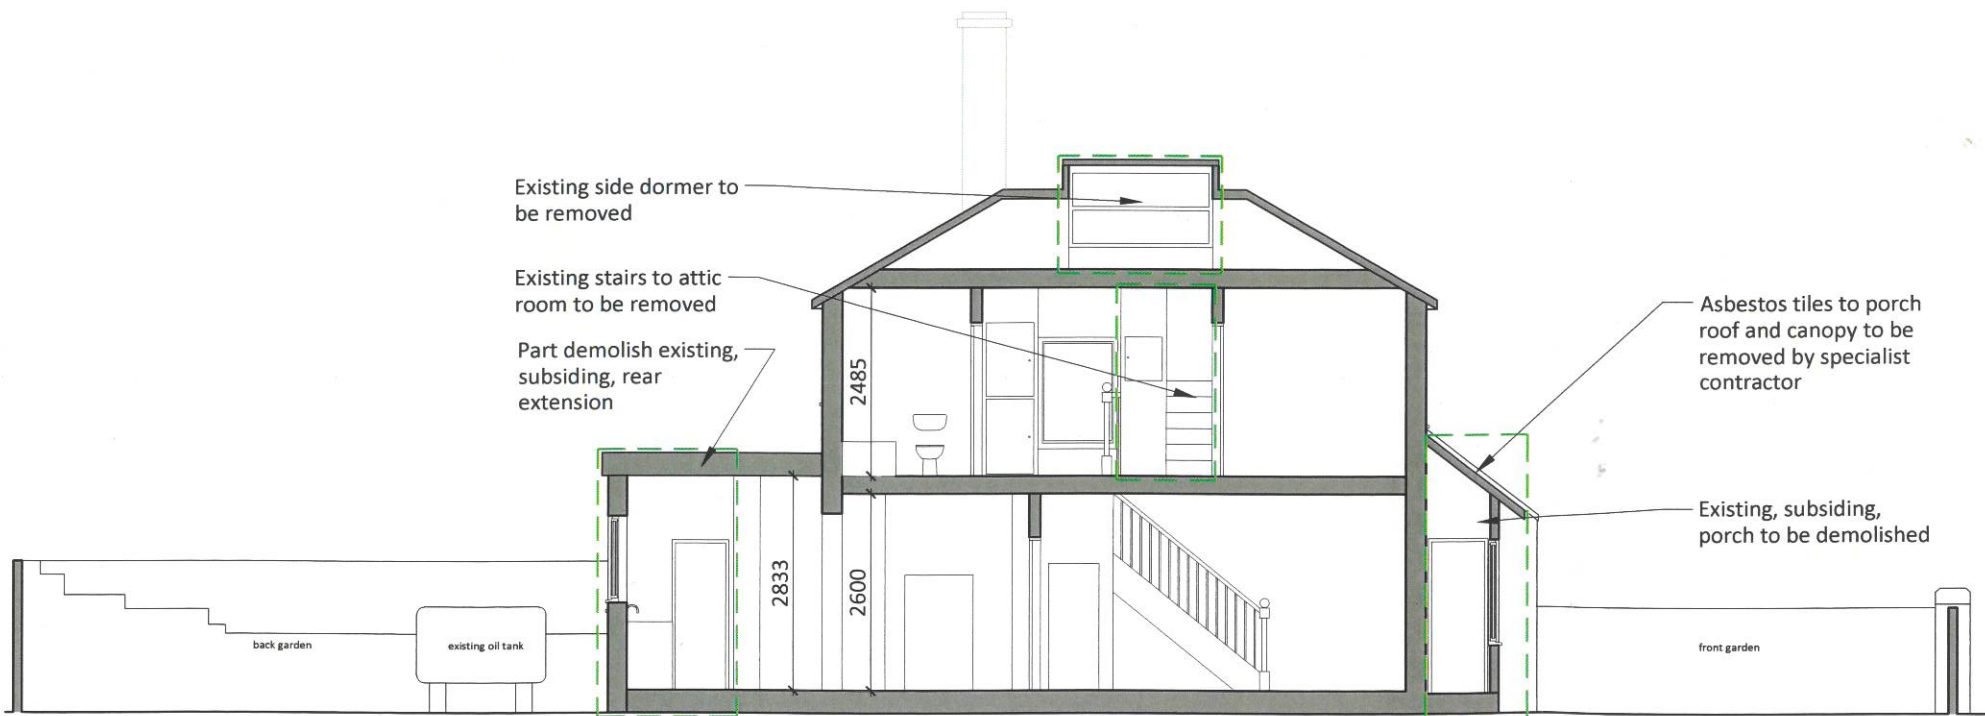 Existing side dormer to
be removed
Existing stairs to attic
room to be removed
Part demolish existing,
subsiding, rear
extension
Asbestos tiles to porch
roof and canopy to be
removed by specialist
contractor
Existing, subsiding,
porch to be demolished
2485
2833
2600
back garden
existing oil tank
front garden